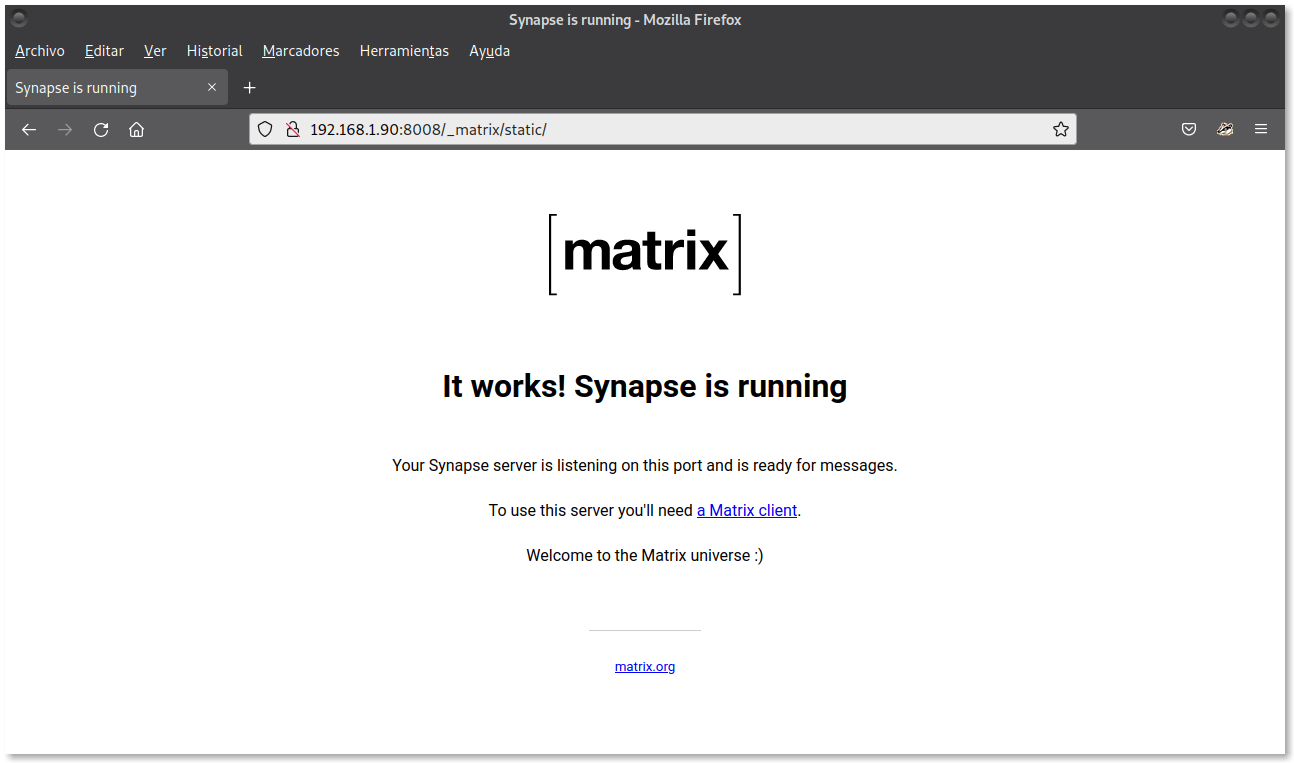 Synapse is running - Mozilla Firefox
Archivo Editar Ver Historial Marcadores Herramientas Ayuda
Synapse is running
192.168.1.90:8008/_matrix/static/
[matrix]
It works! Synapse is running
Your Synapse server is listening on this port and is ready for messages.
To use this server you'll need a Matrix client.
Welcome to the Matrix universe :)
matrix.org